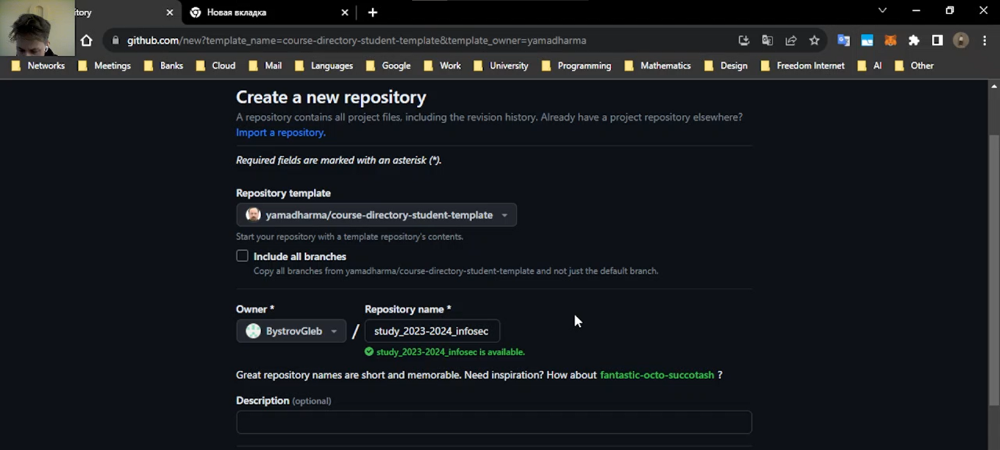 itory
Новая вкладка
github.com/new?template_name=course-directory-student-template&template_owner=yamadharma
Networks Meetings Banks Cloud Mail Languages Google Work University Programming Mathematics Design Freedom Internet AI Other
Create a new repository
A repository contains all project files, including the revision history. Already have a project repository elsewhere?
Import a repository.
Required fields are marked with an asterisk (*).
Repository template
yamadharma/course-directory-student-template
Start your repository with a template repository's contents.
Include all branches
Copy all branches from yamadharma/course-directory-student-template and not just the default branch.
Owner * Repository name *
BystrovGleb / study_2023-2024_infosec
study_2023-2024_infosec is available.
Great repository names are short and memorable. Need inspiration? How about fantastic-octo-succotash ?
Description (optional)